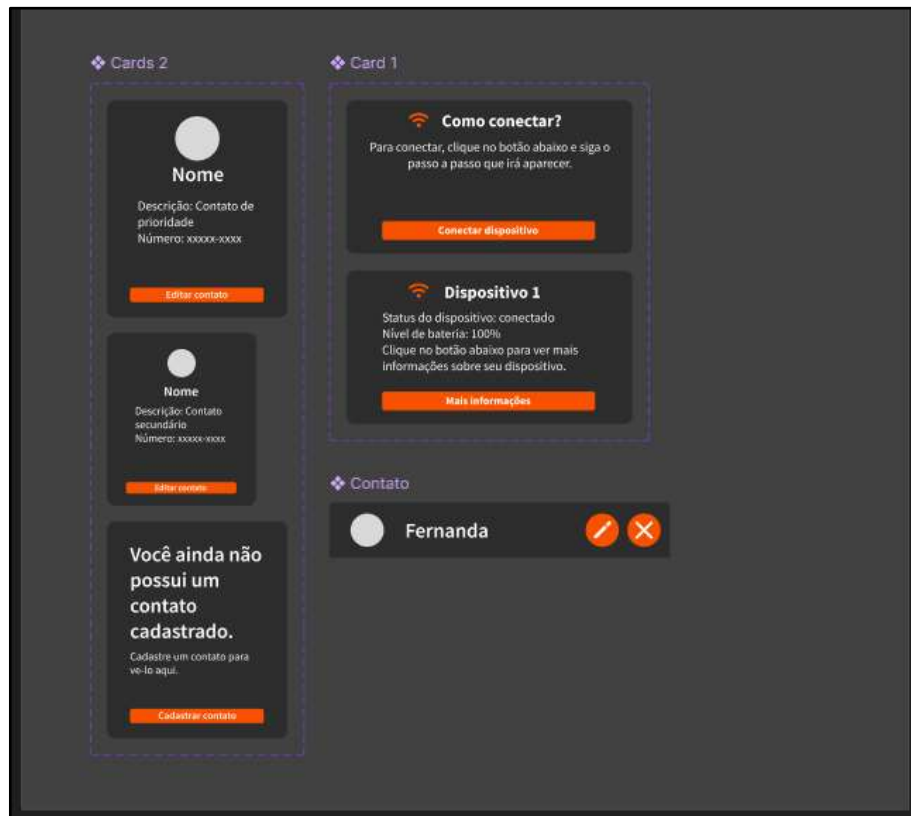 Cards 2
Nome
Descrição: Contato de
prioridade
Número: xxxxx-xxxx
Editar contato
Nome
Descrição: Contato
secundário
Número: xxxxx-xxxx
Editar contato
Você ainda não
possui um
contato
cadastrado.
Cadastre um contato para
ve-lo aqui.
Cadastrar contato
Card 1
Como conectar?
Para conectar, clique no botão abaixo e siga o
passo a passo que irá aparecer.
Conectar dispositivo
Dispositivo 1
Status do dispositivo: conectado
Nível de bateria: 100%
Clique no botão abaixo para ver mais
informações sobre seu dispositivo.
Mais informações
Contato
Fernanda